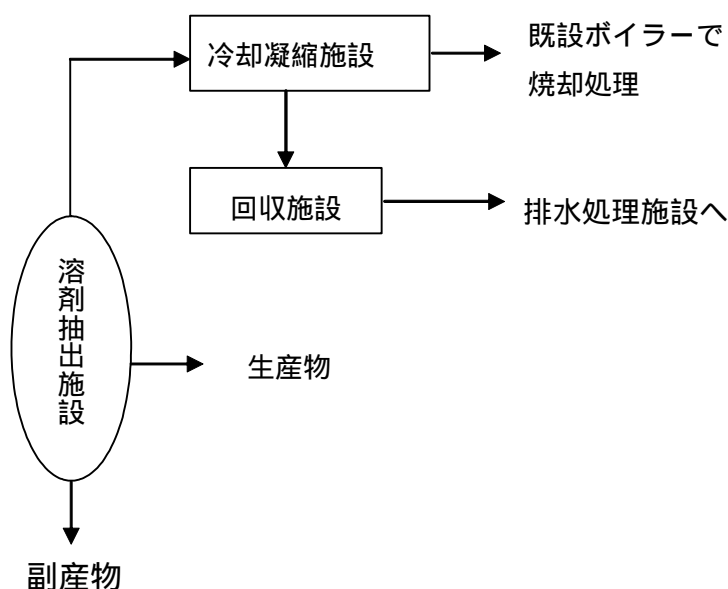 冷却凝縮施設
既設ボイラーで
焼却処理
回収施設
排水処理施設へ
溶剤抽出施設
生産物
副産物